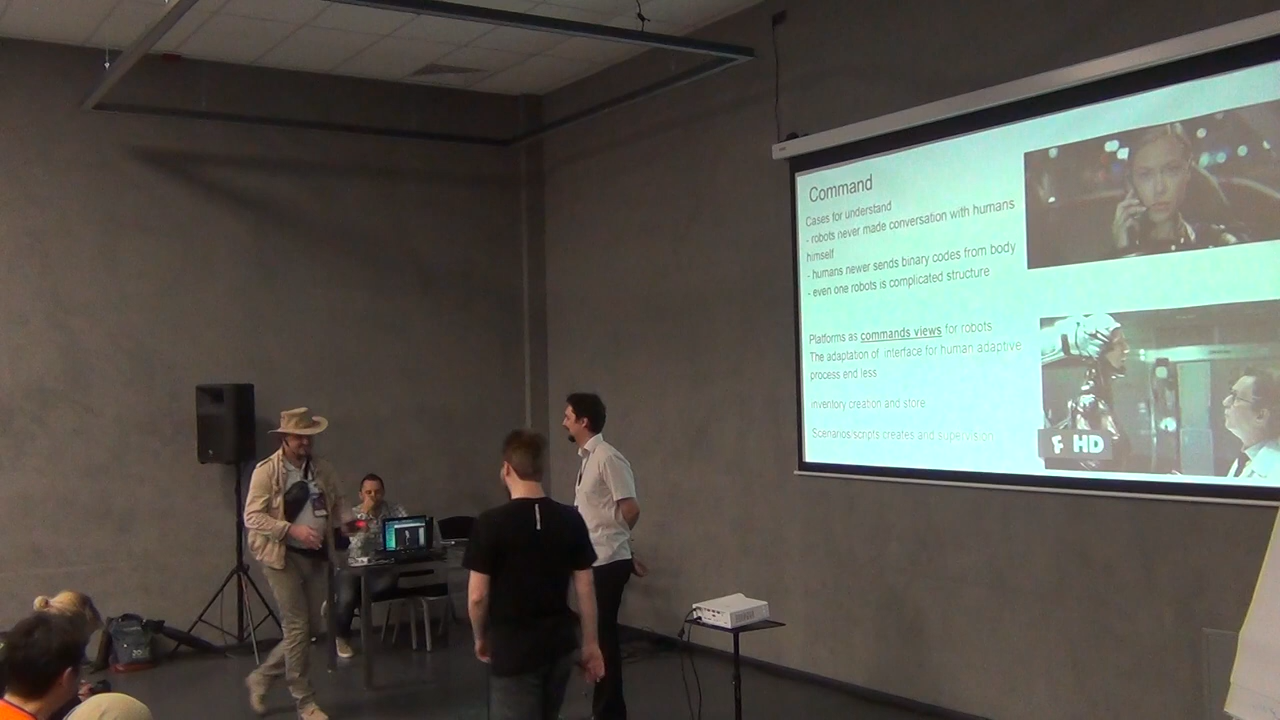 Command
Cases for understand
- robots never made conversation with humans
himself
- humans newer sends binary codes from body
- even one robots is complicated structure
Platforms as commands views for robots
The adaptation of interface for human adaptive
process end less
inventory creation and store
Scenarios/scripts creates and supervision
F HD